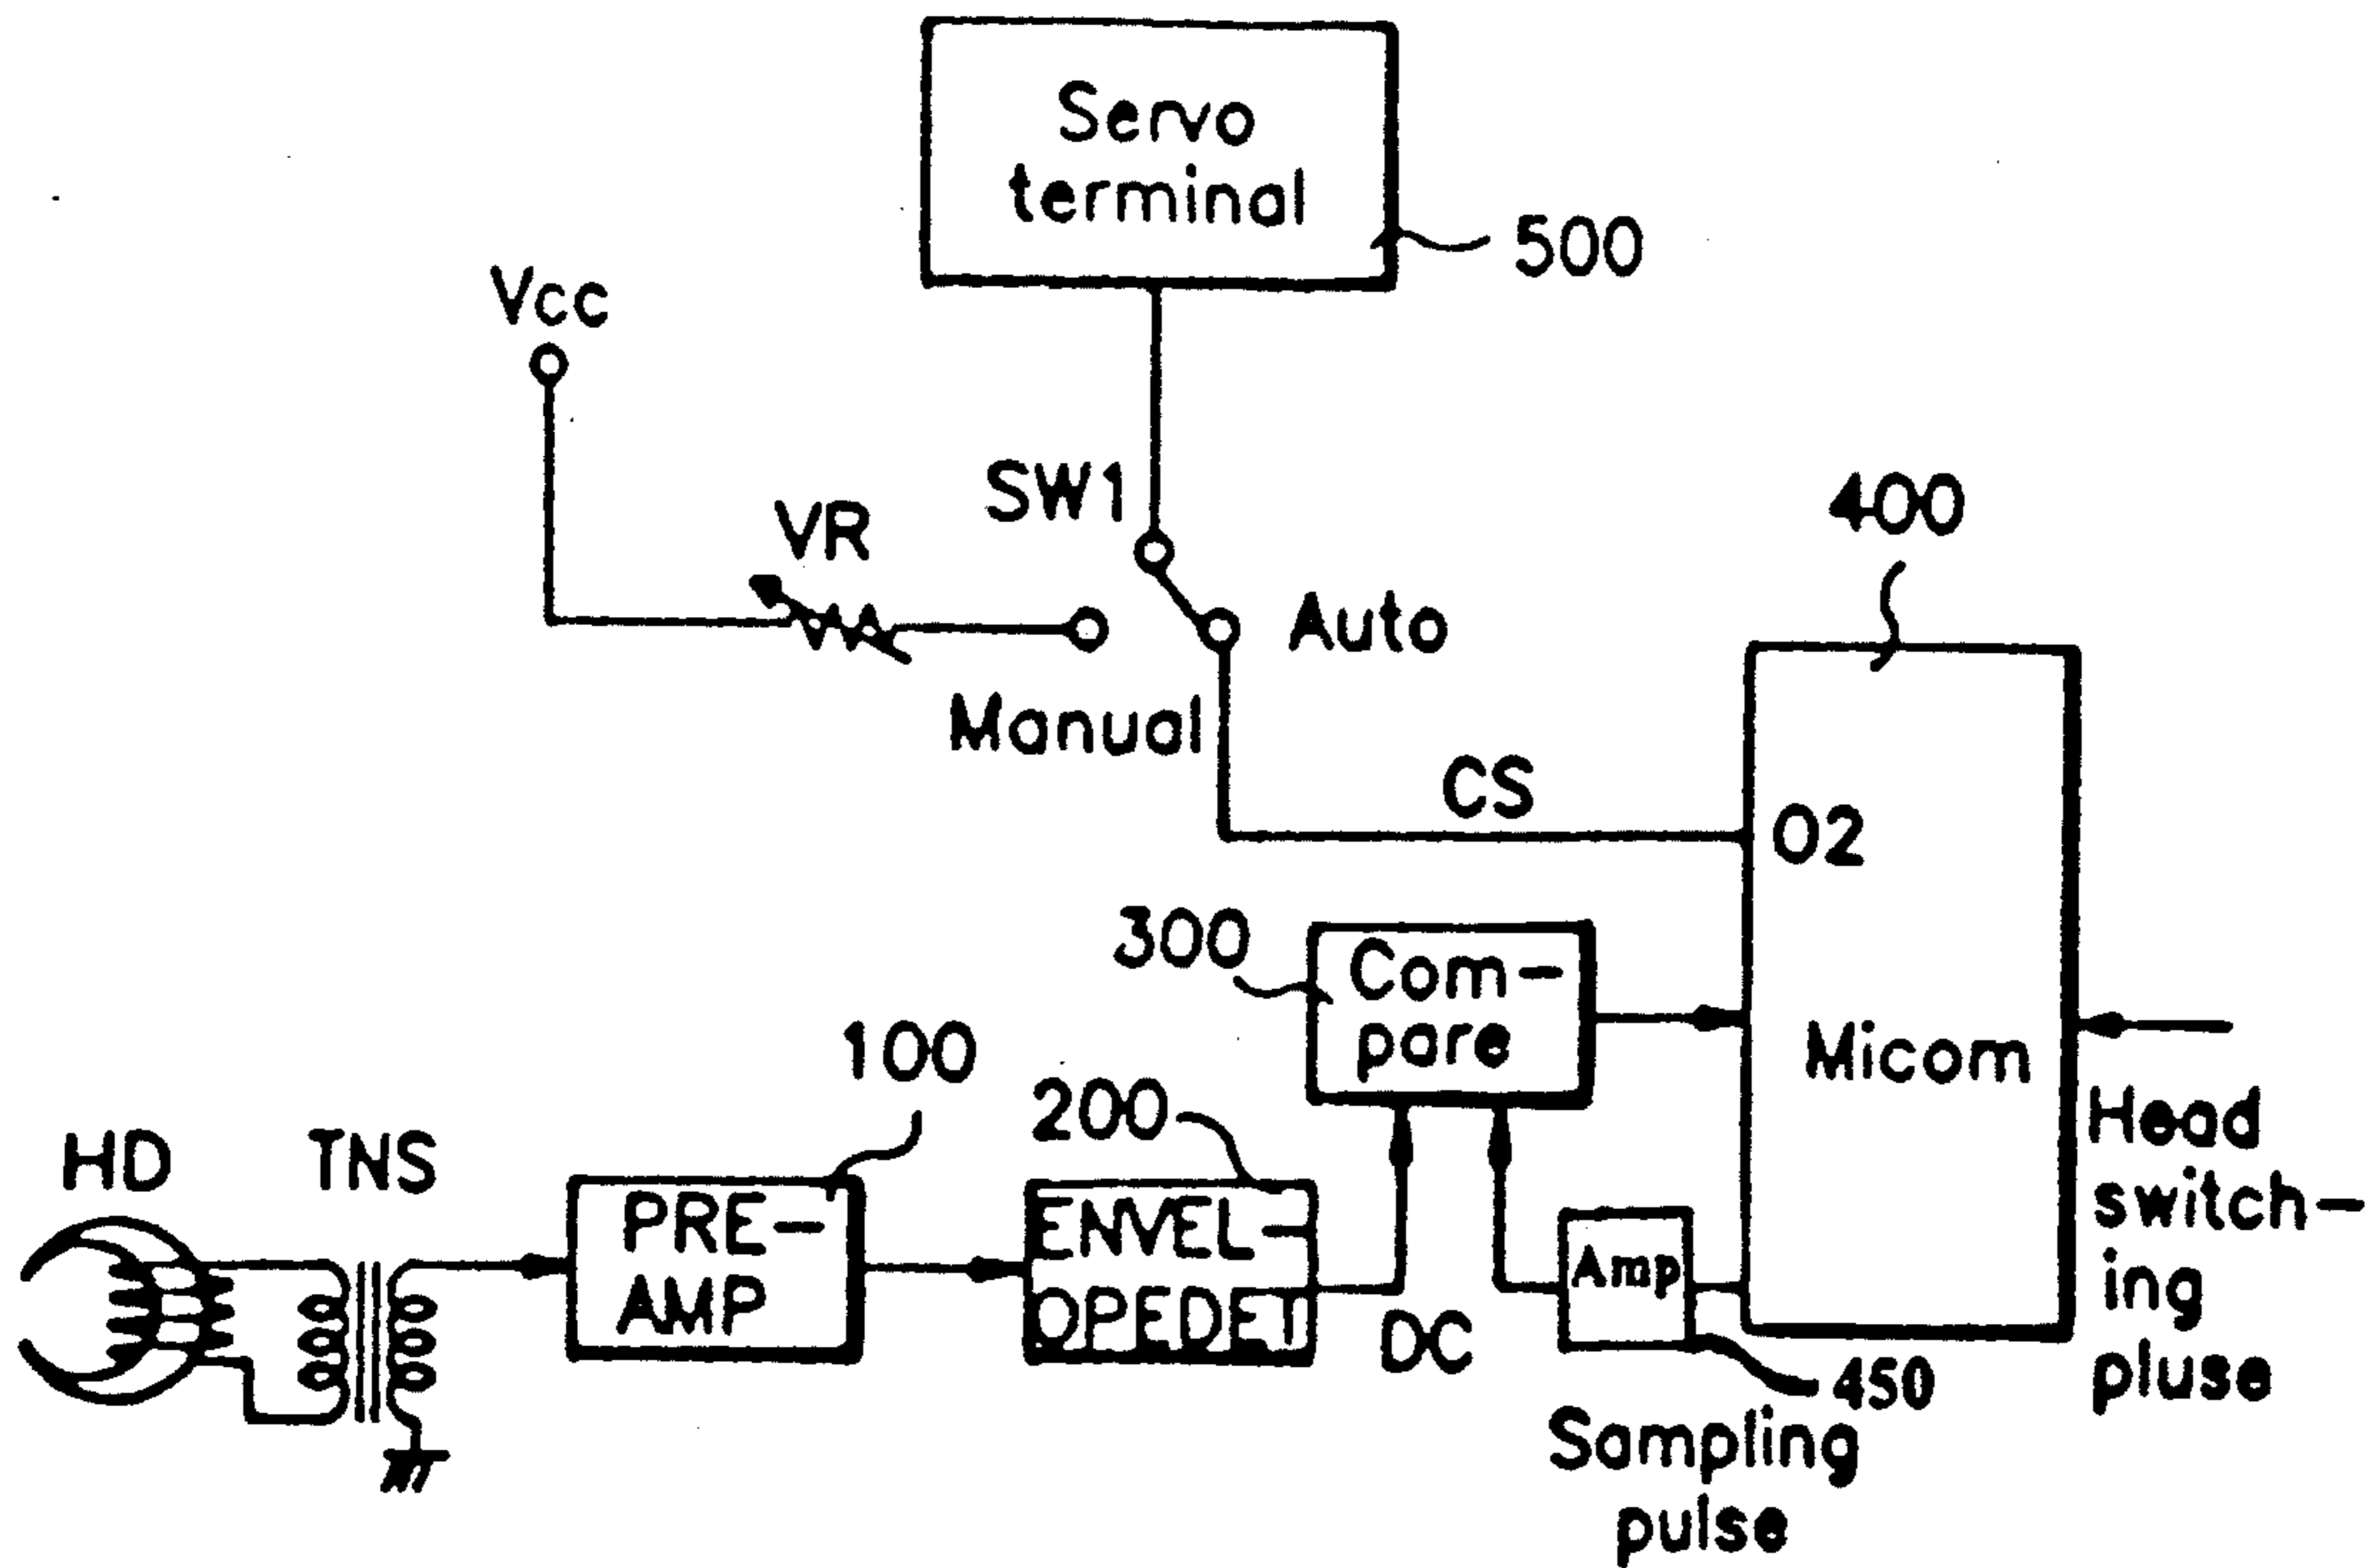 Servo
terminal
500
Vcc
SW1
VR
400
Auto
Manual
CS
O2
300
Com-
pare
100
200
Micom
Head
switch-
ing
pluse
HD
TNS
PRE-
AMP
ENVEL-
OPEDET
DC
Amp
450
Sampling
pulse